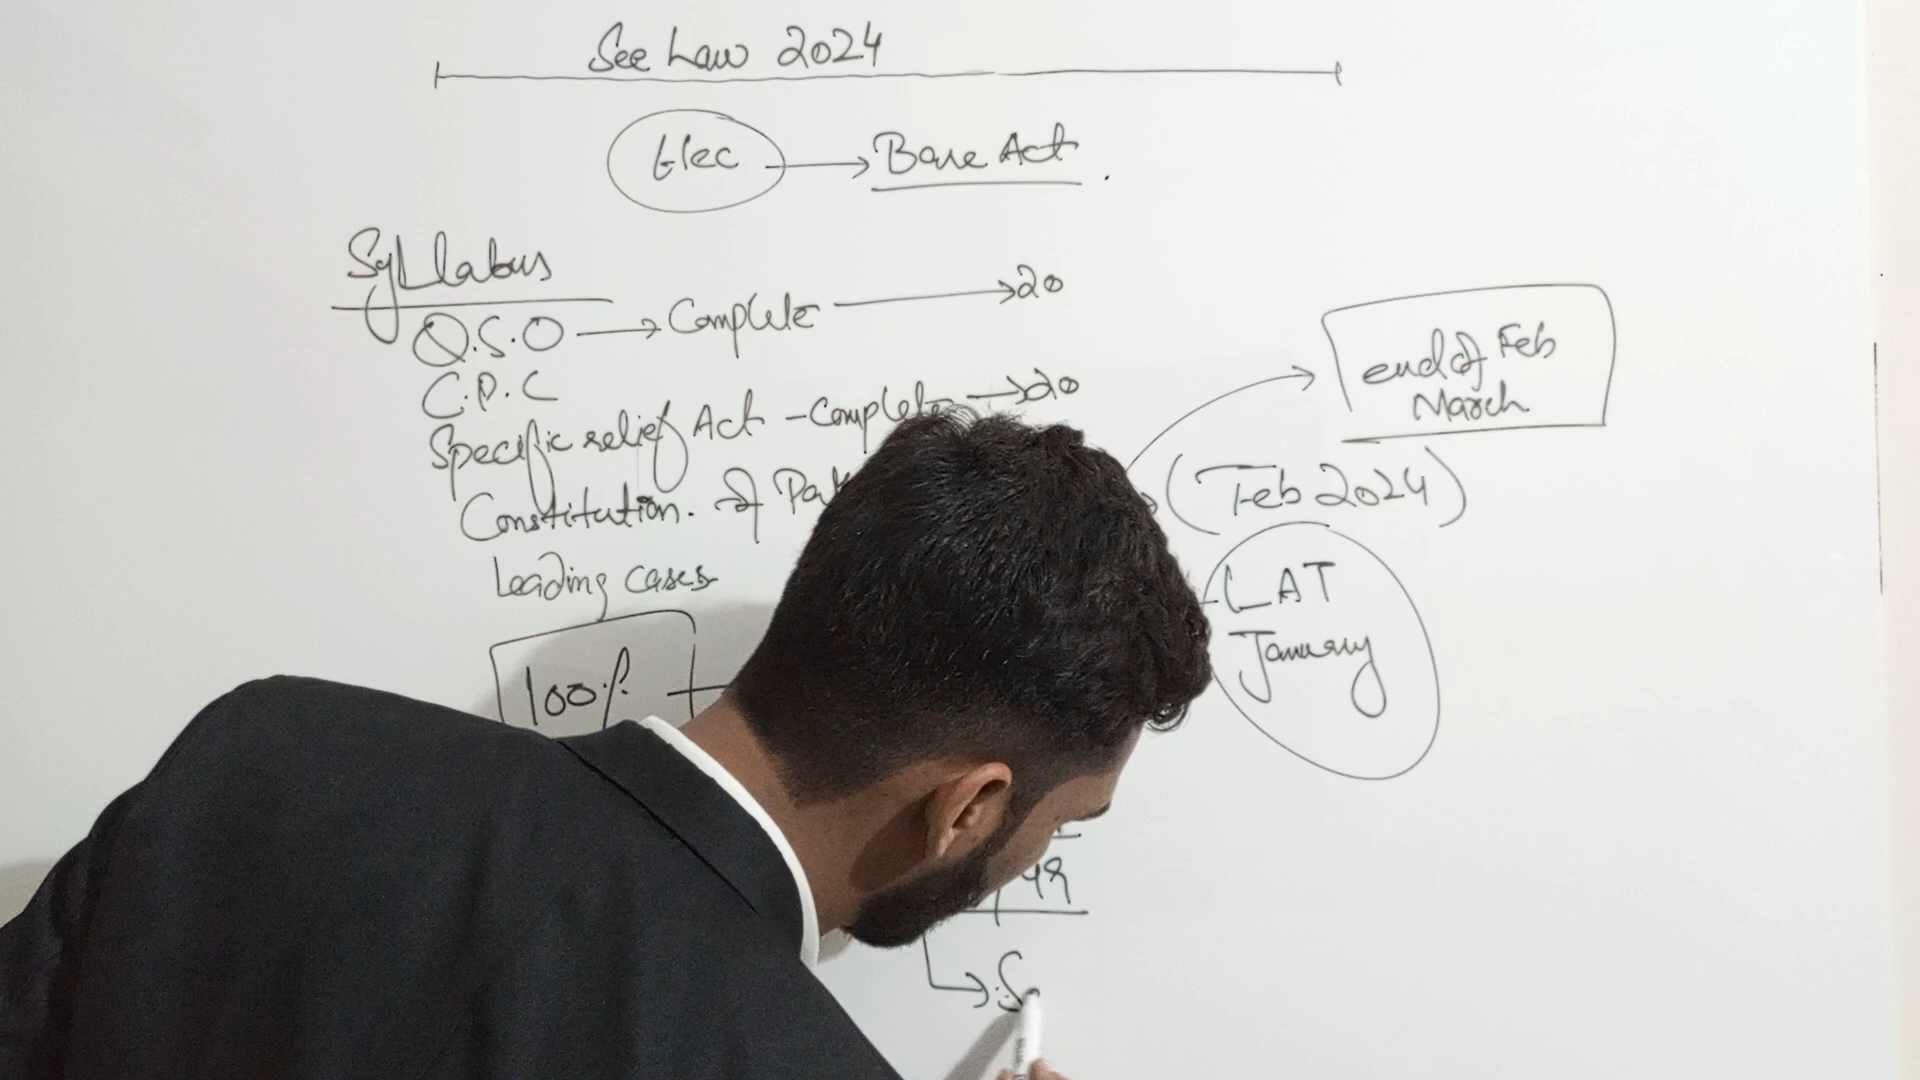 See Law 2024
Elec → Bare Act.
Syllabus
Q.S.O → Complete → 20
C.P.C
Specific relief Act - Complete → 20
Constitution. of
Leading cases
100%
end of Feb
March
(Feb 2024)
LAT
January